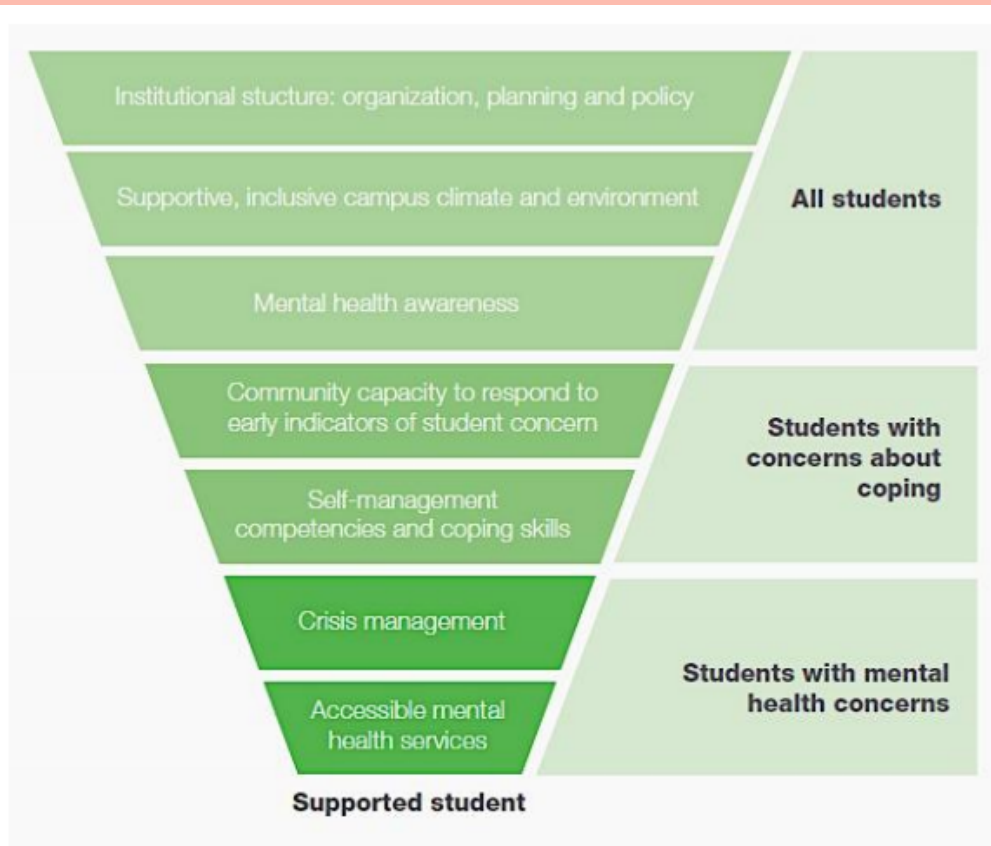 Institutional stucture: organization, planning and policy
Supportive, inclusive campus climate and environment
All students
Mental health awareness
Community capacity to respond to
early indicators of student concern
Students with
concerns about
coping
Self-management
competencies and coping skills
Crisis management
Students with mental
health concerns
Accessible mental
health services
Supported student